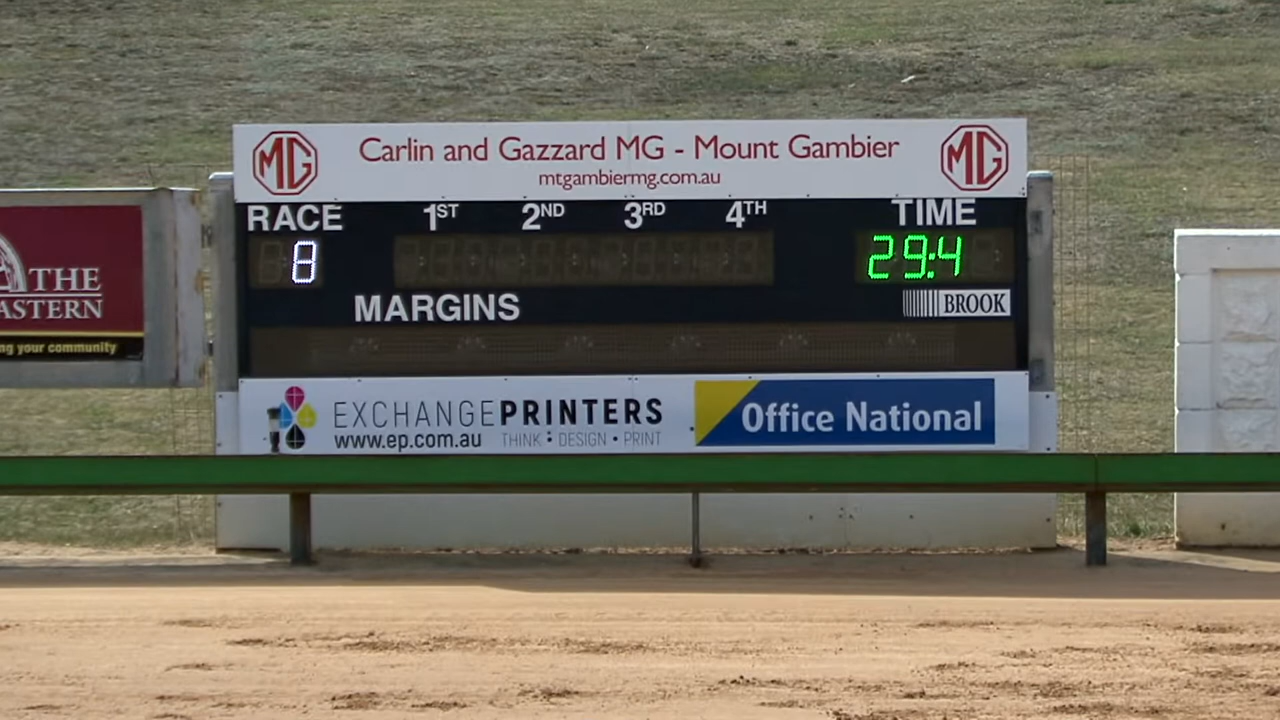 MG Carlin and Gazzard MG - Mount Gambier MG
mtgambiermg.com.au
RACE 1ST 2ND 3RD 4TH TIME
8 29:4
MARGINS
BROOK
THE
ASTERN
ng your community
EXCHANGEPRINTERS
www.ep.com.au THINK : DESIGN • PRINT
Office National